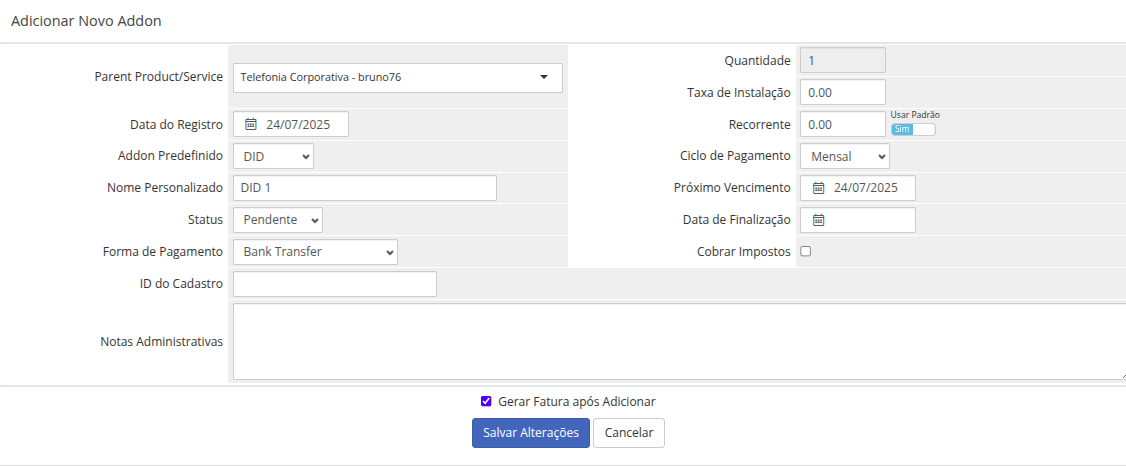 Adicionar Novo Addon
Parent Product/Service Telefonia Corporativa - bruno76
Quantidade 1
Taxa de Instalação 0.00
Data do Registro 24/07/2025
Recorrente 0.00 Usar Padrão Sim
Addon Predefinido DID
Ciclo de Pagamento Mensal
Nome Personalizado DID 1
Próximo Vencimento 24/07/2025
Status Pendente
Data de Finalização
Forma de Pagamento Bank Transfer
Cobrar Impostos
ID do Cadastro
Notas Administrativas
Gerar Fatura após Adicionar
Salvar Alterações Cancelar